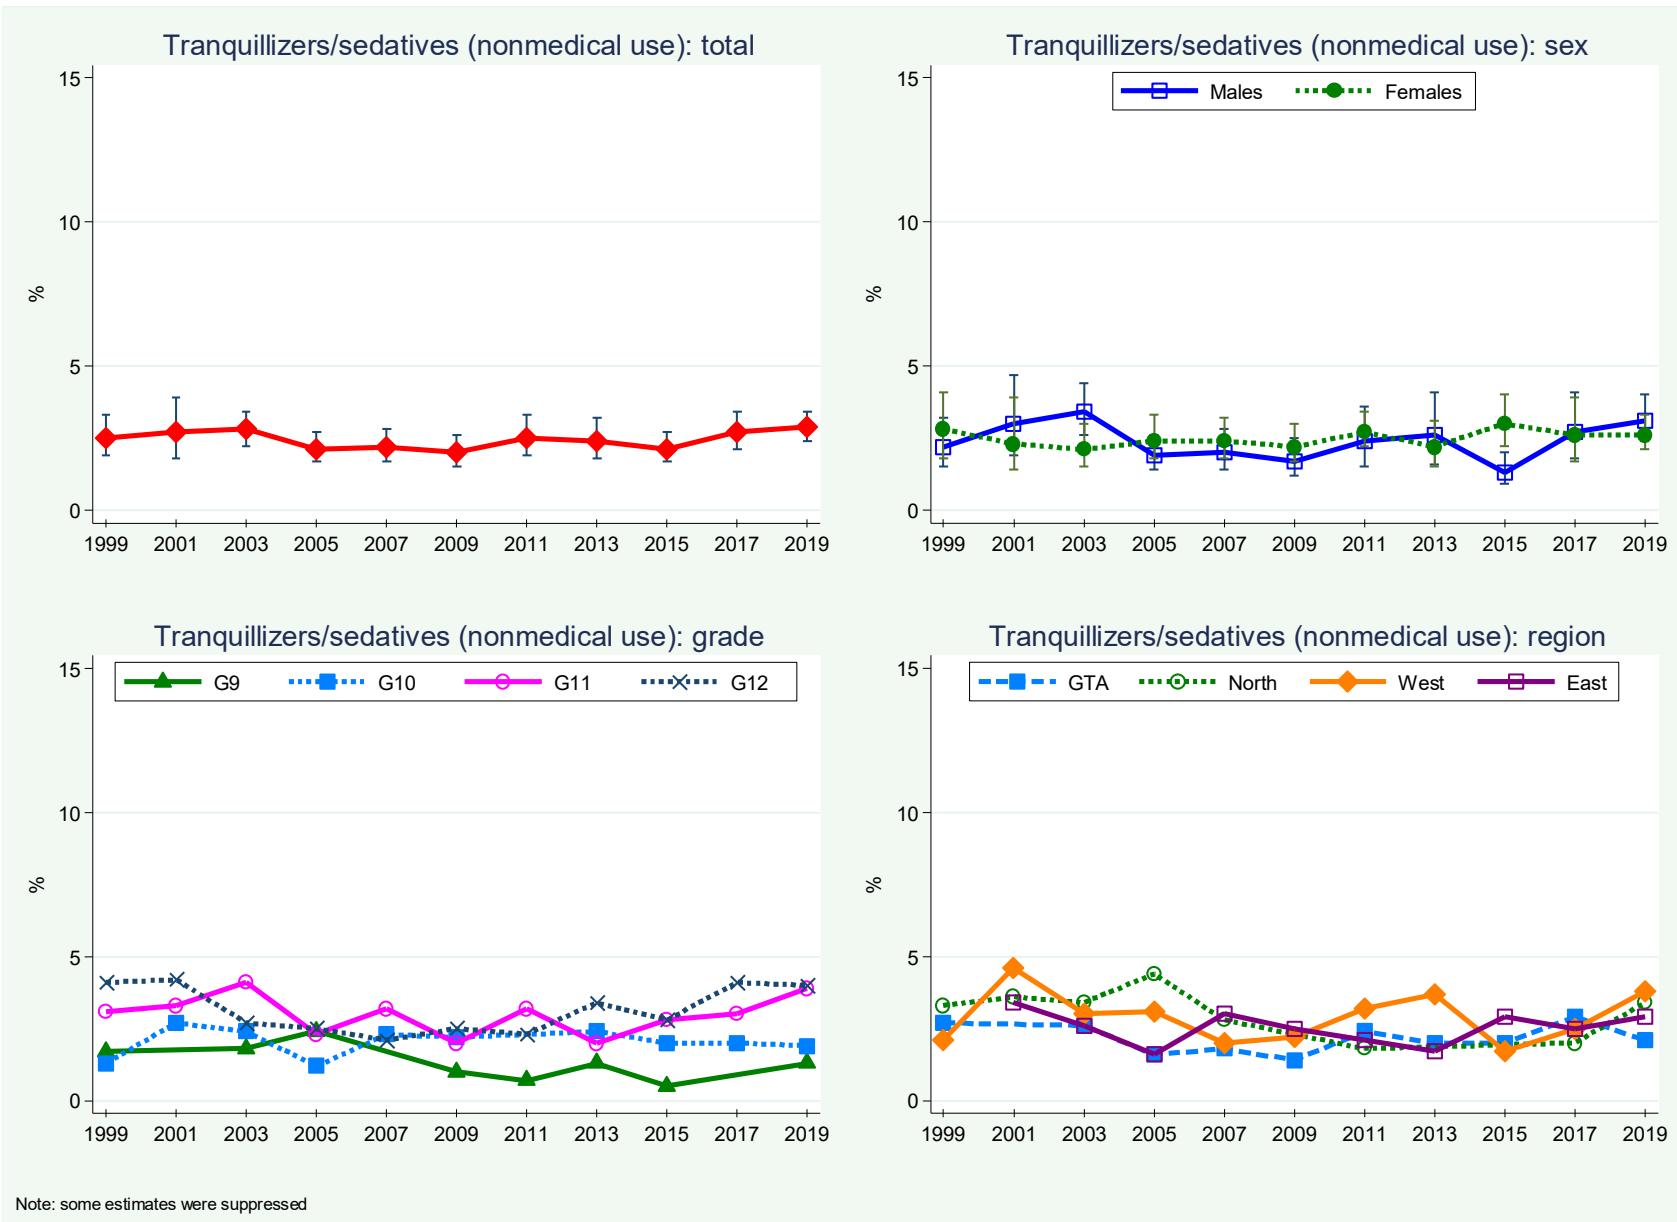 Tranquillizers/sedatives (nonmedical use): total
15
10
5
0
%
1999 2001 2003 2005 2007 2009 2011 2013 2015 2017 2019
Tranquillizers/sedatives (nonmedical use): sex
Males Females
15
10
5
0
%
1999 2001 2003 2005 2007 2009 2011 2013 2015 2017 2019
Tranquillizers/sedatives (nonmedical use): grade
G9 G10 G11 G12
15
10
5
0
%
1999 2001 2003 2005 2007 2009 2011 2013 2015 2017 2019
Tranquillizers/sedatives (nonmedical use): region
GTA North West East
15
10
5
0
%
1999 2001 2003 2005 2007 2009 2011 2013 2015 2017 2019
Note: some estimates were suppressed